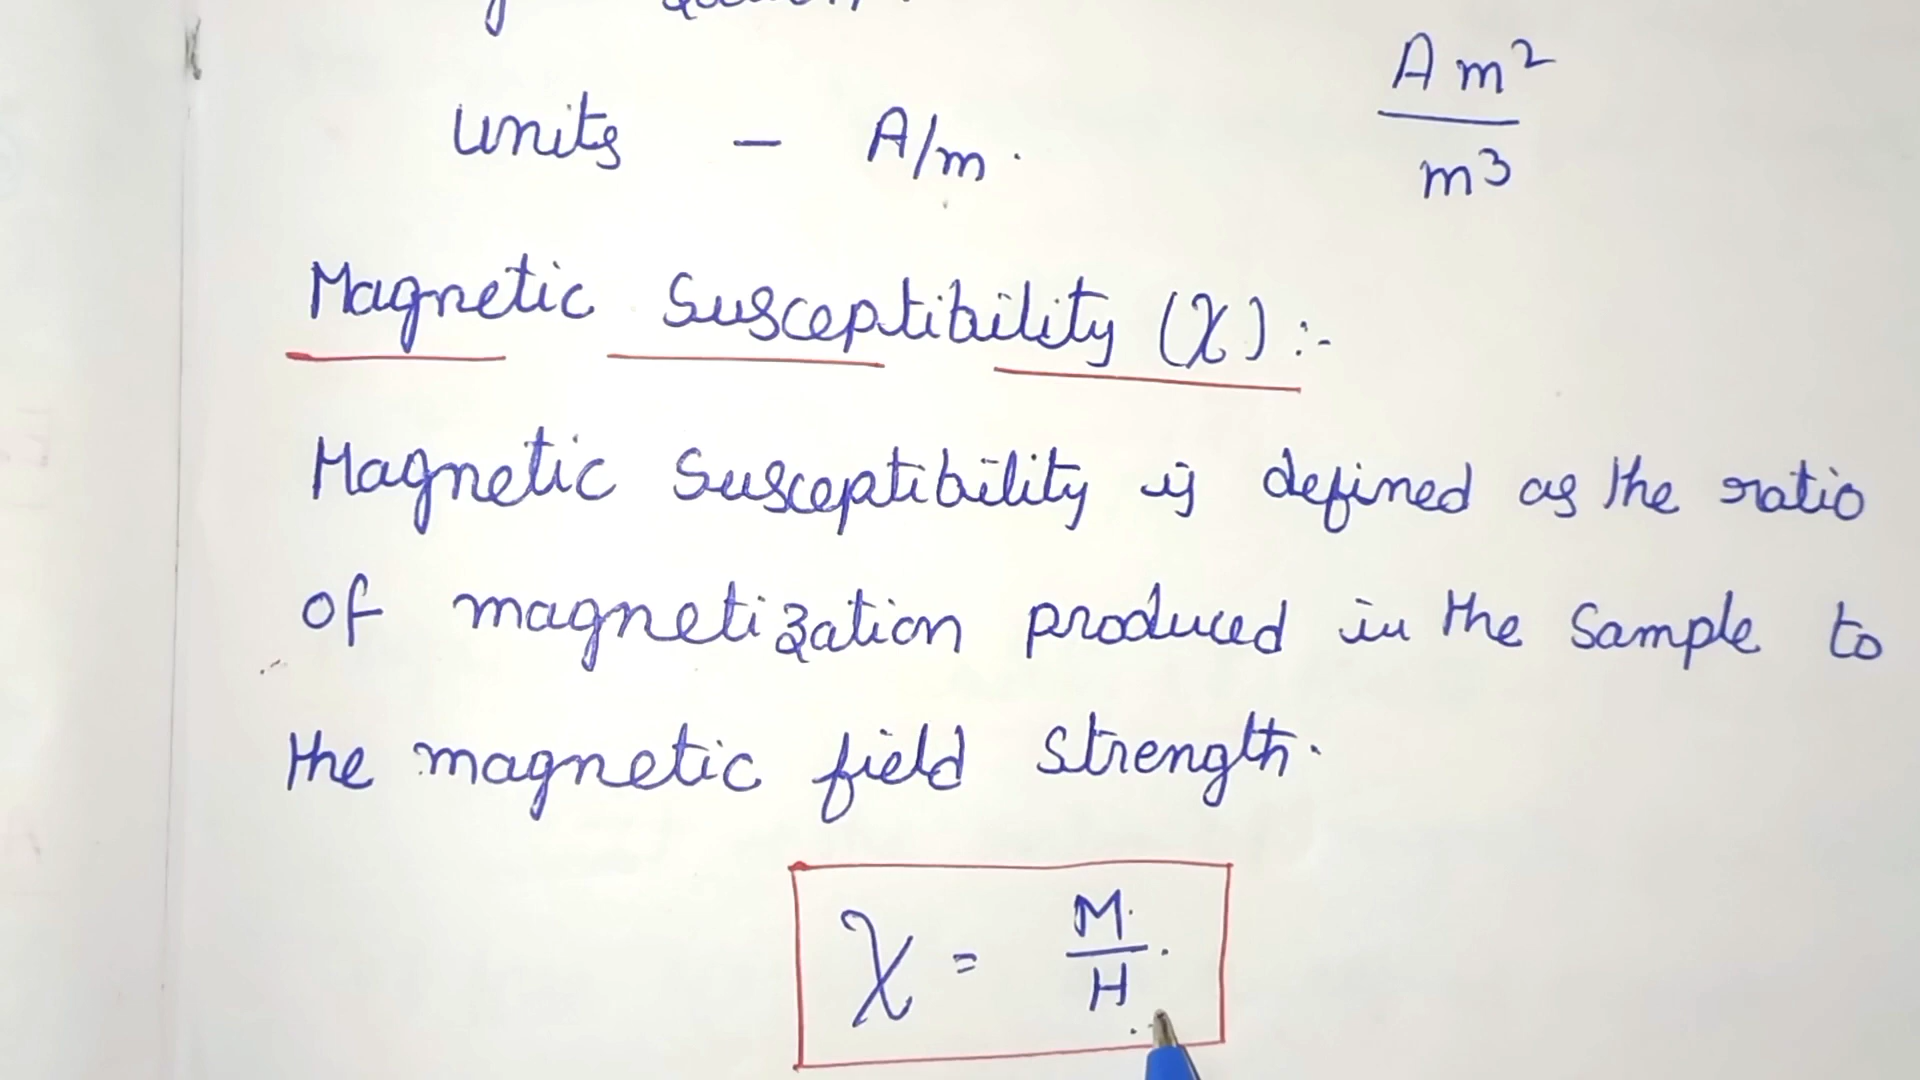 units - A/m.
A m²
m³
Magnetic Susceptibility (χ) :-
Magnetic Susceptibility is defined as the ratio
of magnetization produced in the Sample to
the magnetic field strength.
χ = M/H.